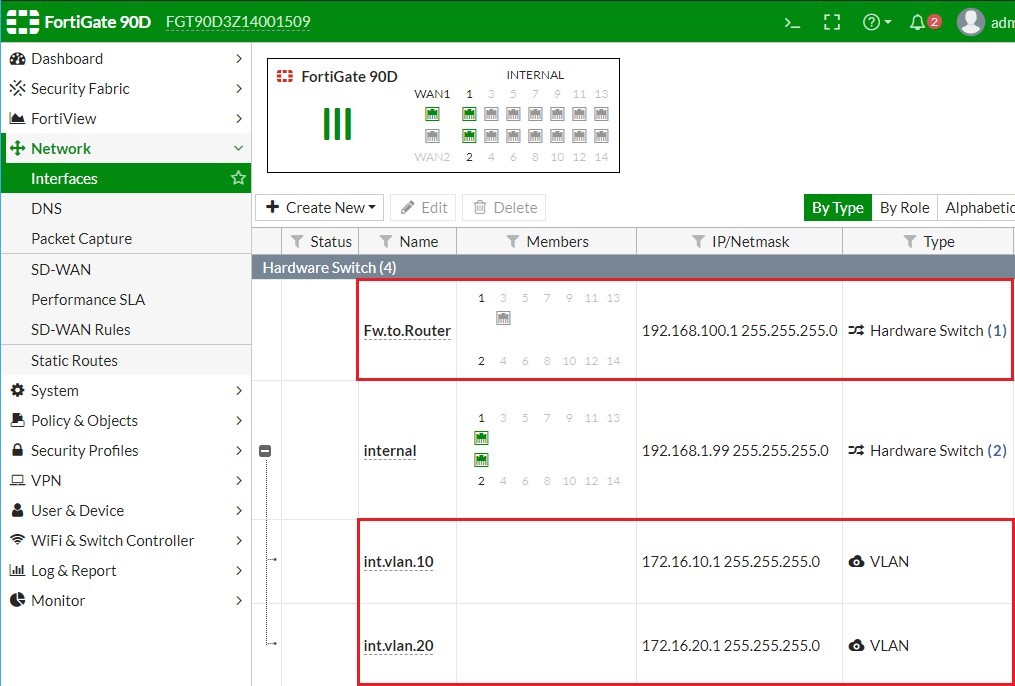 FortiGate 90D FGT90D3Z14001509 >_ 2 adm
Dashboard
Security Fabric
FortiView
Network
Interfaces
DNS
Packet Capture
SD-WAN
Performance SLA
SD-WAN Rules
Static Routes
System
Policy & Objects
Security Profiles
VPN
User & Device
WiFi & Switch Controller
Log & Report
Monitor
FortiGate 90D
INTERNAL
WAN1 1 3 5 7 9 11 13
WAN2 2 4 6 8 10 12 14
Create New Edit Delete By Type By Role Alphabetic
Status Name Members IP/Netmask Type
Hardware Switch (4)
1 3 5 7 9 11 13
Fw.to.Router 192.168.100.1 255.255.255.0 Hardware Switch (1)
2 4 6 8 10 12 14
1 3 5 7 9 11 13
internal 192.168.1.99 255.255.255.0 Hardware Switch (2)
2 4 6 8 10 12 14
int.vlan.10 172.16.10.1 255.255.255.0 VLAN
int.vlan.20 172.16.20.1 255.255.255.0 VLAN